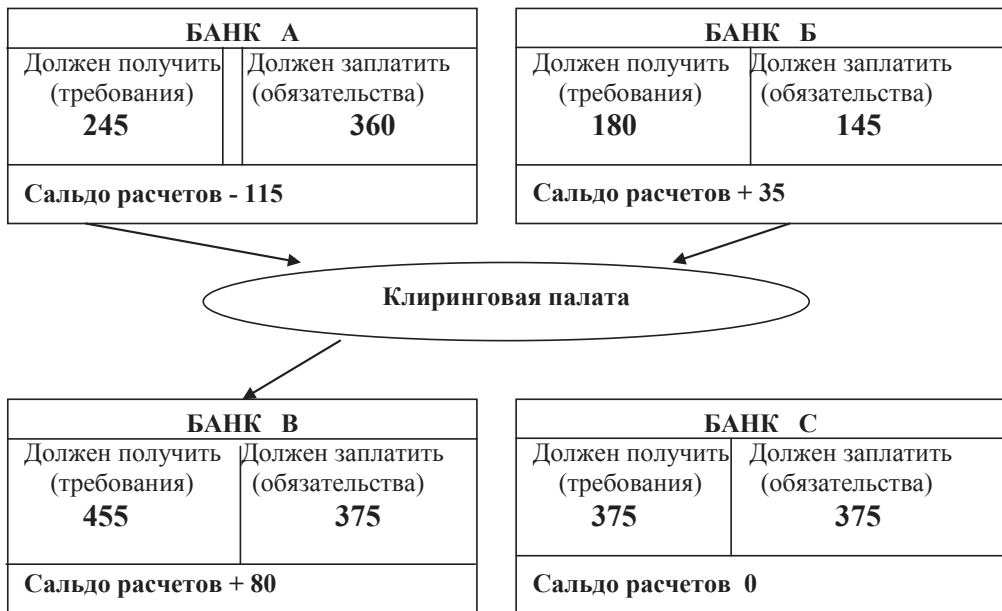 БАНК А
Должен получить
(требования)
245
Должен заплатить
(обязательства)
360
Сальдо расчетов - 115
БАНК Б
Должен получить
(требования)
180
Должен заплатить
(обязательства)
145
Сальдо расчетов + 35
Клиринговая палата
БАНК В
Должен получить
(требования)
455
Должен заплатить
(обязательства)
375
Сальдо расчетов + 80
БАНК С
Должен получить
(требования)
375
Должен заплатить
(обязательства)
375
Сальдо расчетов 0